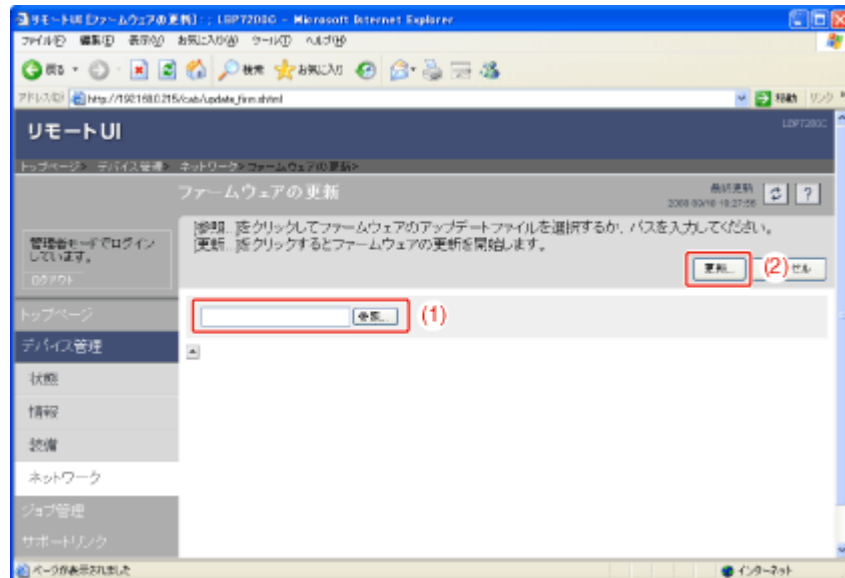 リモートUI [ファームウェアの更新] : ; LBP7200C - Microsoft Internet Explorer
ファイル(F) 編集(E) 表示(V) お気に入り(A) ツール(T) ヘルプ(H)
戻る 検索 お気に入り
アドレス(D) http://192.168.0.215/cab/update_firm.shtml 移動 リンク
リモートUI
LBP7200C
トップページ> デバイス管理> ネットワーク>ファームウェアの更新>
ファームウェアの更新
最終更新
?
管理者モードでログインしています。
ログアウト
[参照...]をクリックしてファームウェアのアップデートファイルを選択するか、パスを入力してください。
[更新...]をクリックするとファームウェアの更新を開始します。
更新... (2) セル
参照... (1)
トップページ
デバイス管理
状態
情報
装備
ネットワーク
ジョブ管理
サポートリンク
ページが表示されました
インターネット